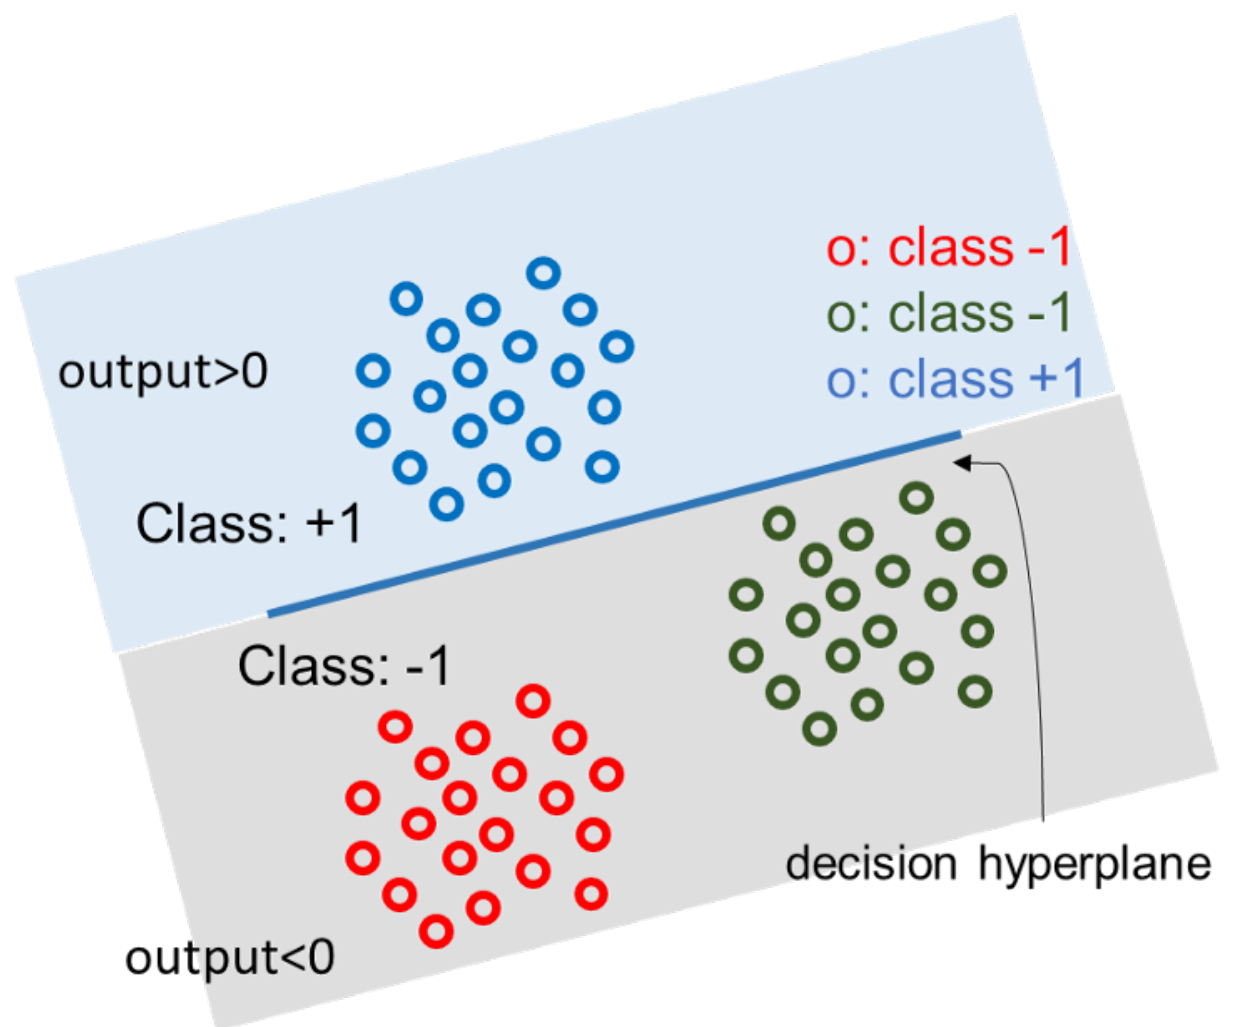 o: class -1
o: class -1
output>0
o: class +1
Class: +1
Class: -1
decision hyperplane
output<0